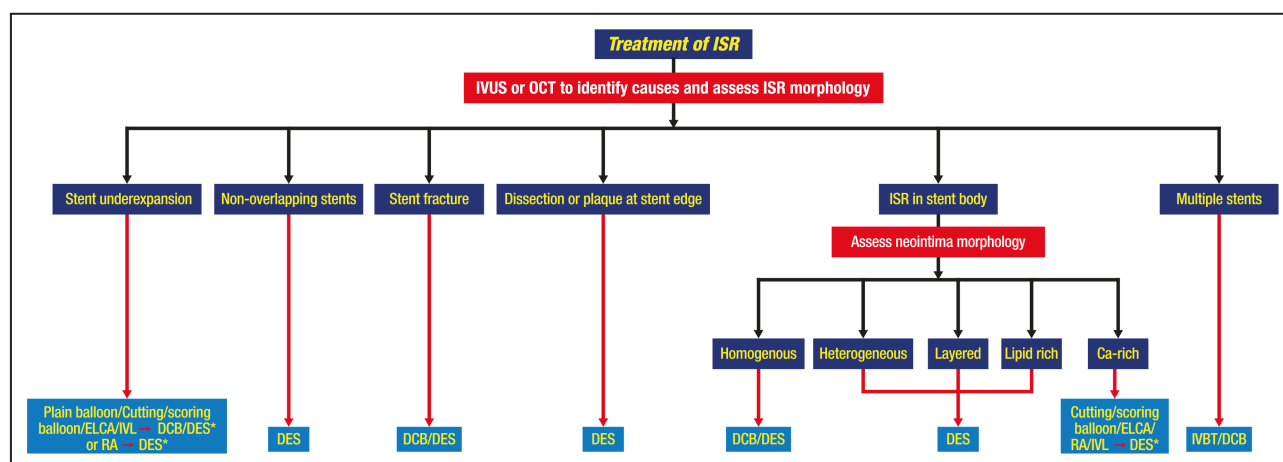 Treatment of ISR
IVUS or OCT to identify causes and assess ISR morphology
Stent underexpansion
Non-overlapping stents
Stent fracture
Dissection or plaque at stent edge
ISR in stent body
Multiple stents
Assess neointima morphology
Homogenous
Heterogeneous
Layered
Lipid rich
Ca-rich
Plain balloon/Cutting/scoring
balloon/ELCA/IVL → DCB/DES*
or RA → DES*
DES
DCB/DES
DES
DCB/DES
DES
Cutting/scoring
balloon/ELCA/
RA/IVL → DES*
IVBT/DCB